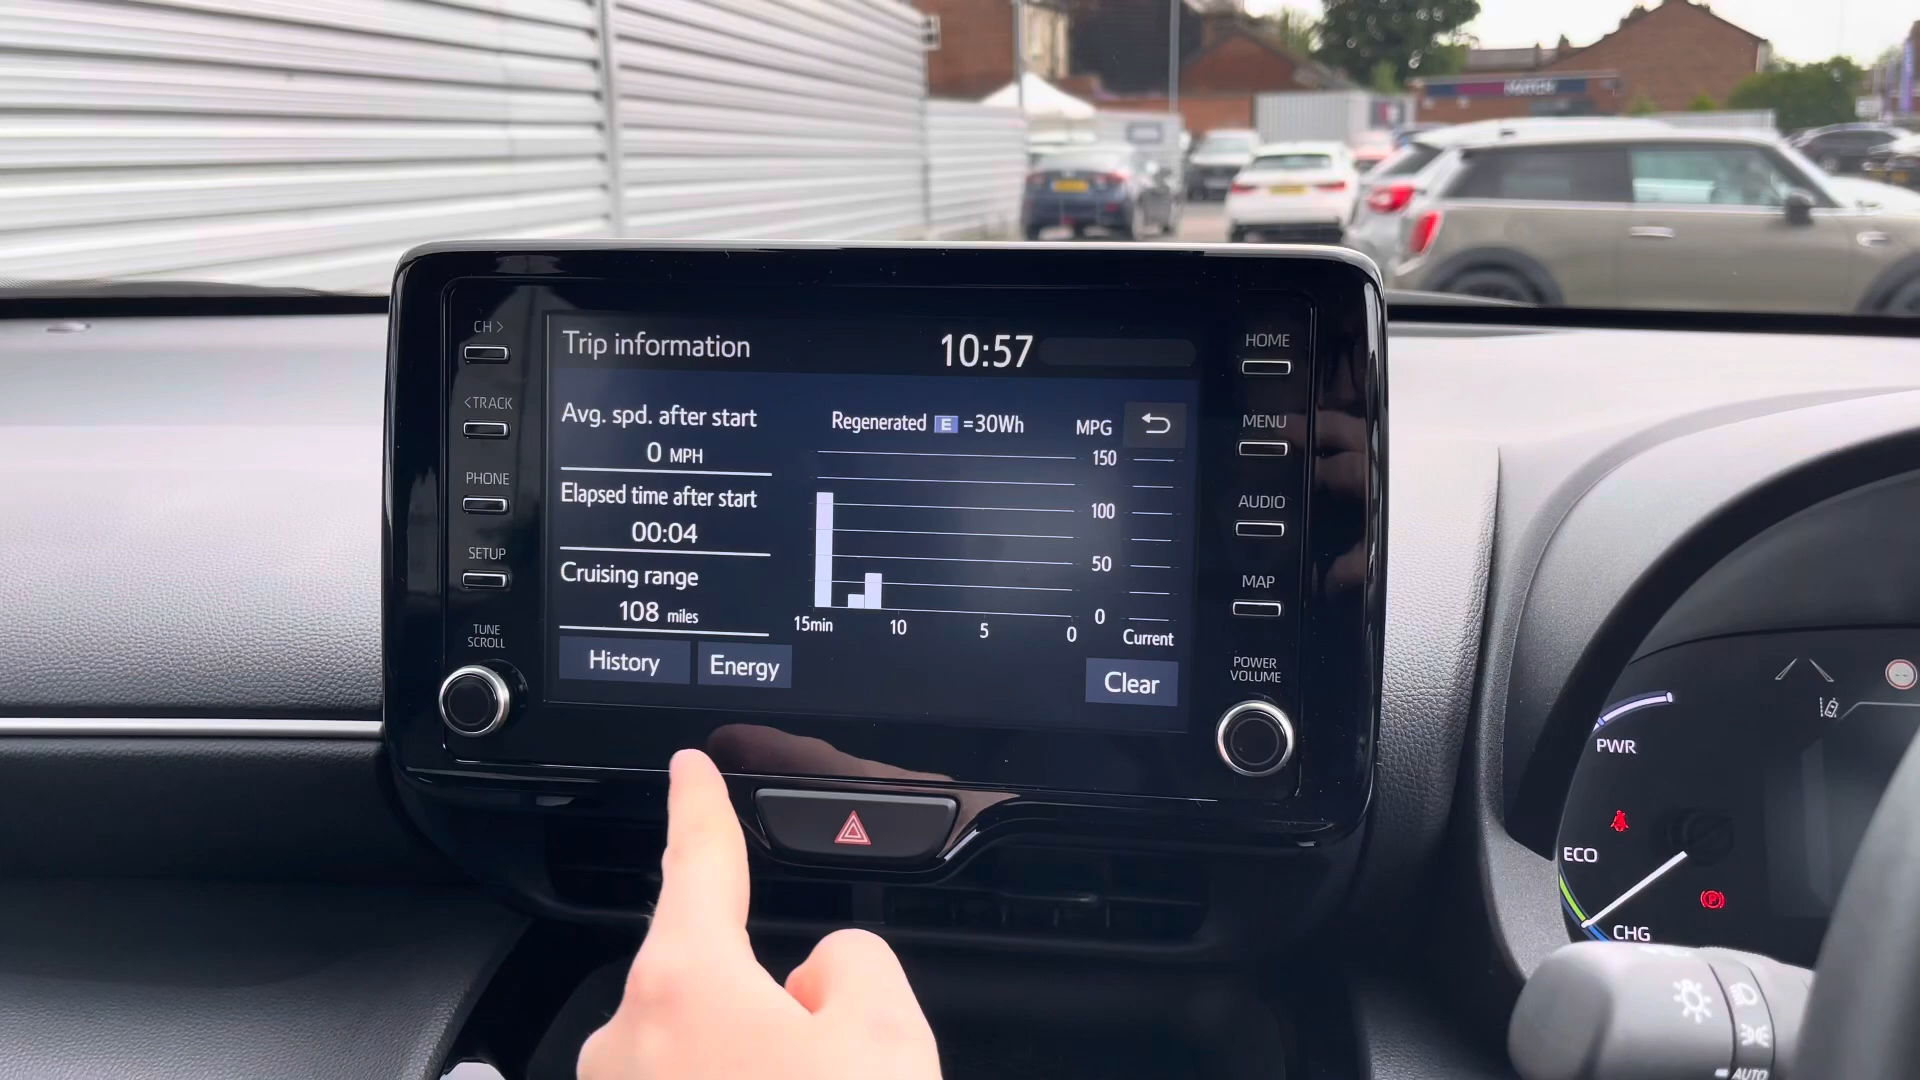 CH >
<TRACK
PHONE
SETUP
TUNE
SCROLL
Trip information
10:57
Avg. spd. after start
0 MPH
Elapsed time after start
00:04
Cruising range
108 miles
History
Energy
Regenerated E =30Wh
MPG
150
100
50
0
15min
10
5
0
Current
Clear
HOME
MENU
AUDIO
MAP
POWER
VOLUME
PWR
ECO
CHG
P
AUTO